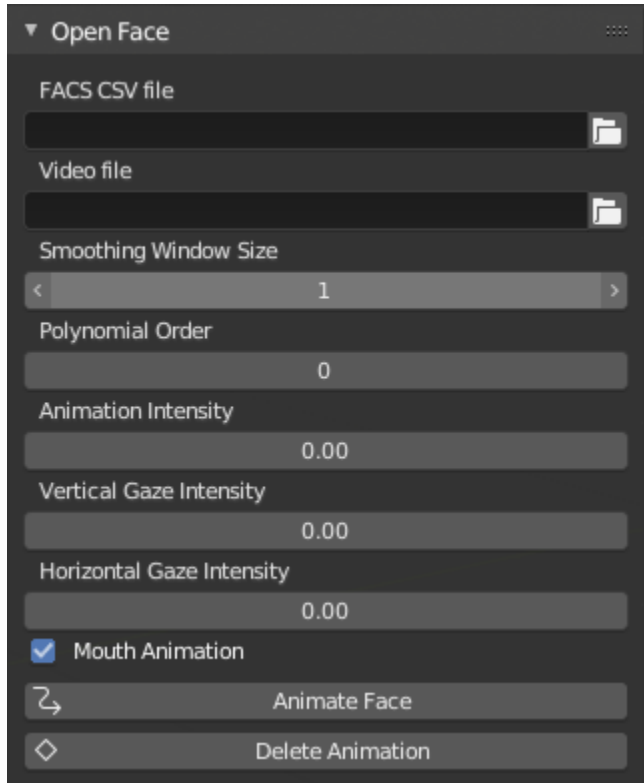 Open Face
FACS CSV file
Video file
Smoothing Window Size
1
Polynomial Order
0
Animation Intensity
0.00
Vertical Gaze Intensity
0.00
Horizontal Gaze Intensity
0.00
Mouth Animation
Animate Face
Delete Animation